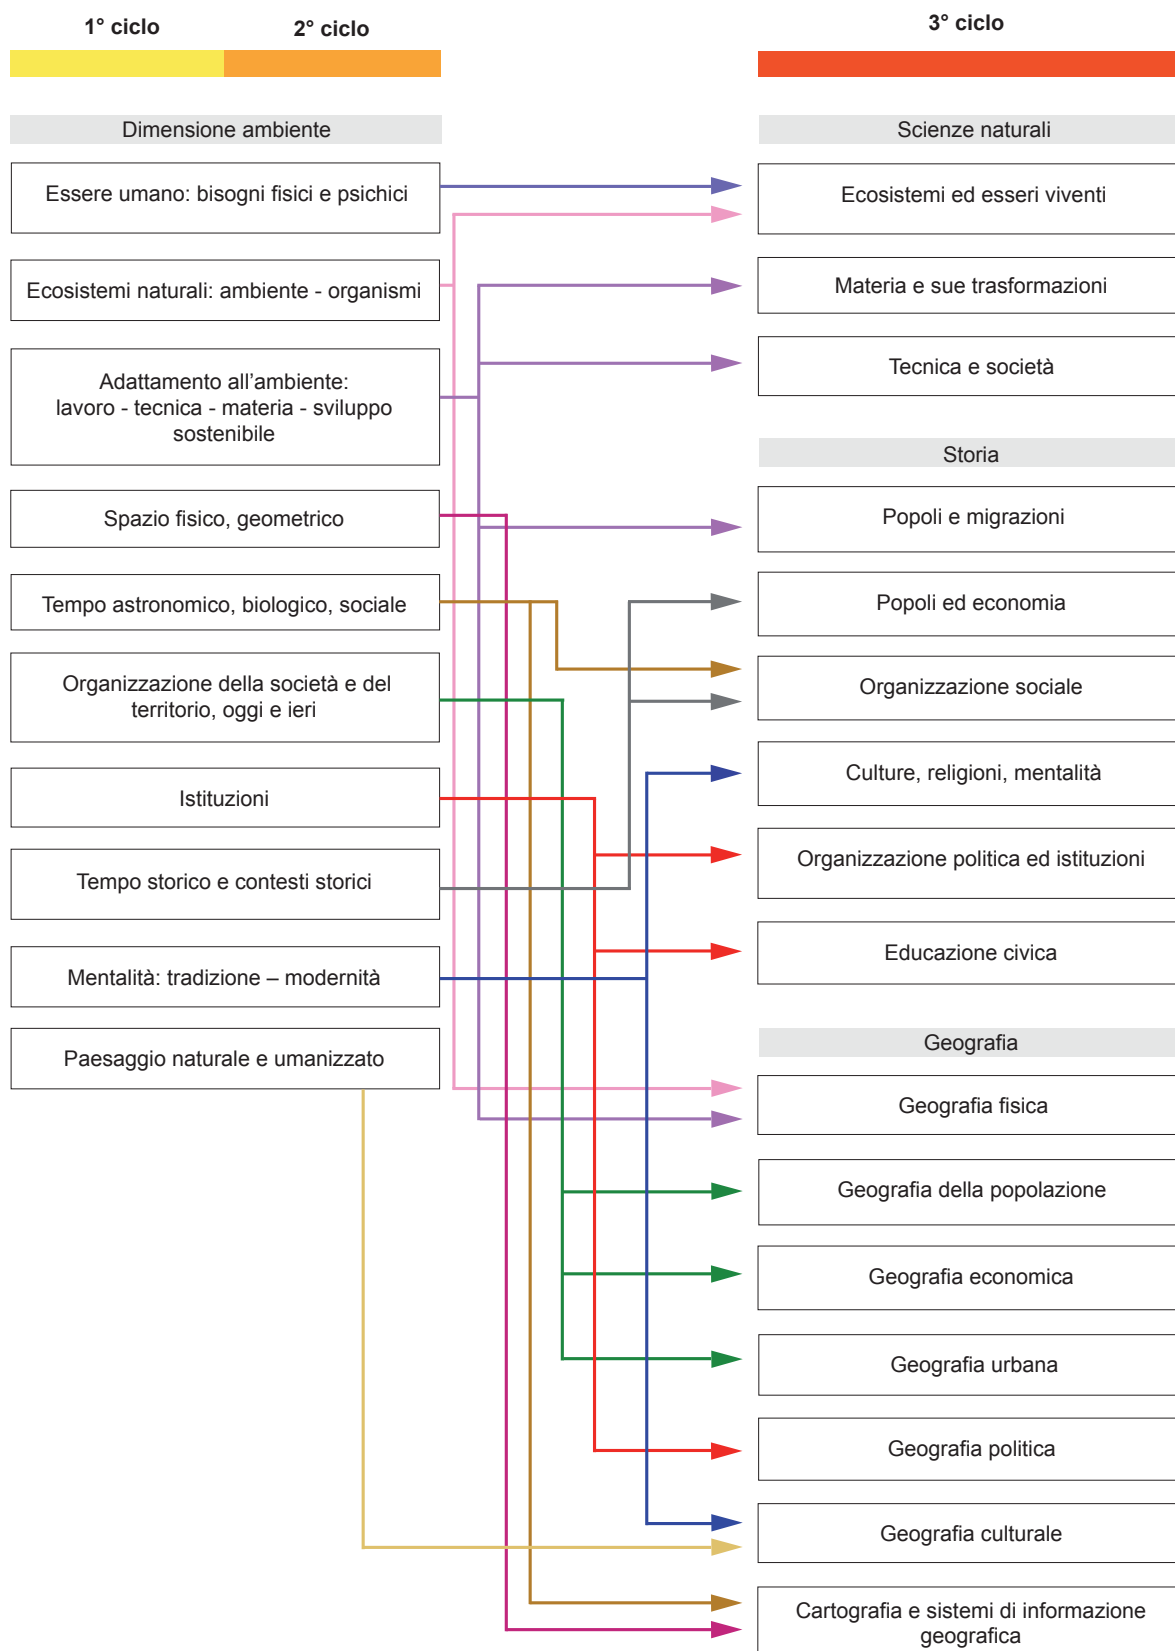 1° ciclo
2° ciclo
3° ciclo
Dimensione ambiente
Essere umano: bisogni fisici e psichici
Ecosistemi naturali: ambiente - organismi
Adattamento all’ambiente:
lavoro - tecnica - materia - sviluppo
sostenibile
Spazio fisico, geometrico
Tempo astronomico, biologico, sociale
Organizzazione della società e del
territorio, oggi e ieri
Istituzioni
Tempo storico e contesti storici
Mentalità: tradizione – modernità
Paesaggio naturale e umanizzato
Scienze naturali
Ecosistemi ed esseri viventi
Materia e sue trasformazioni
Tecnica e società
Storia
Popoli e migrazioni
Popoli ed economia
Organizzazione sociale
Culture, religioni, mentalità
Organizzazione politica ed istituzioni
Educazione civica
Geografia
Geografia fisica
Geografia della popolazione
Geografia economica
Geografia urbana
Geografia politica
Geografia culturale
Cartografia e sistemi di informazione
geografica